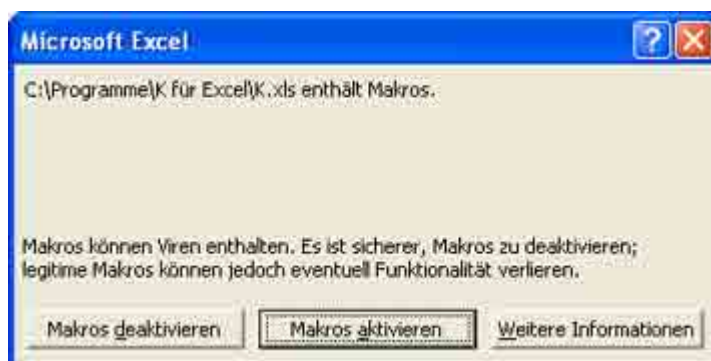 Microsoft Excel
C:\Programme\K für Excel\K.xls enthält Makros.
Makros können Viren enthalten. Es ist sicherer, Makros zu deaktivieren;
legitime Makros können jedoch eventuell Funktionalität verlieren.
Makros deaktivieren Makros aktivieren Weitere Informationen